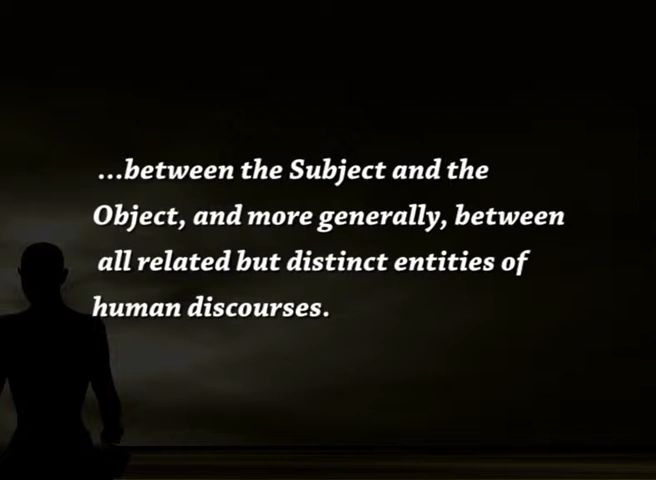 ...between the Subject and the
Object, and more generally, between
all related but distinct entities of
human discourses.